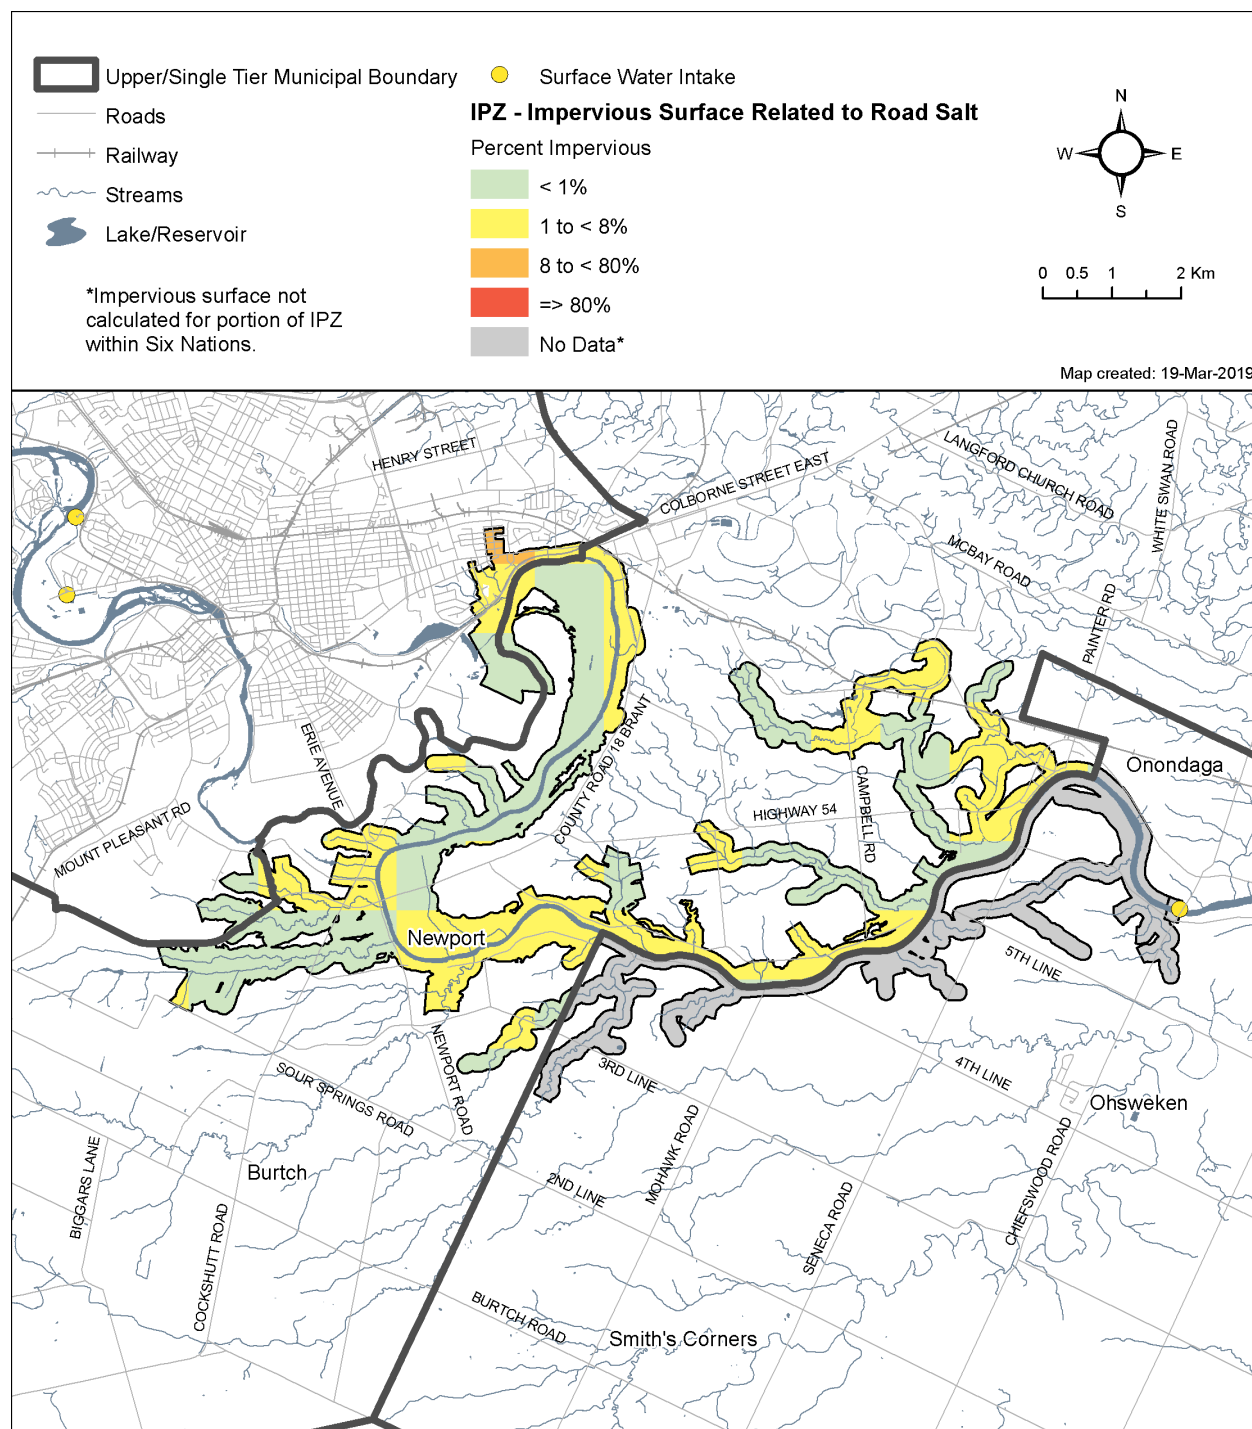 Upper/Single Tier Municipal Boundary
Roads
Railway
Streams
Lake/Reservoir
*Impervious surface not
calculated for portion of IPZ
within Six Nations.
Surface Water Intake
IPZ - Impervious Surface Related to Road Salt
Percent Impervious
< 1%
1 to < 8%
8 to < 80%
=> 80%
No Data*
N
W
E
S
0 0.5 1 2 Km
Map created: 19-Mar-2019
HENRY STREET
COLBORNE STREET EAST
LANGFORD CHURCH ROAD
WHITE SWAN ROAD
MCBAY ROAD
PAINTER RD
ERIE AVENUE
COUNTY ROAD 18 BRANT
MOUNT PLEASANT RD
HIGHWAY 54
CAMPBELL RD
Onondaga
Newport
5TH LINE
NEWPORT ROAD
SOUR SPRINGS ROAD
3RD LINE
4TH LINE
Ohsweken
BIGGARS LANE
Burtch
2ND LINE
MOHAWK ROAD
SENECA ROAD
CHIEFSWOOD ROAD
COCKSHUTT ROAD
BURTCH ROAD
Smith's Corners